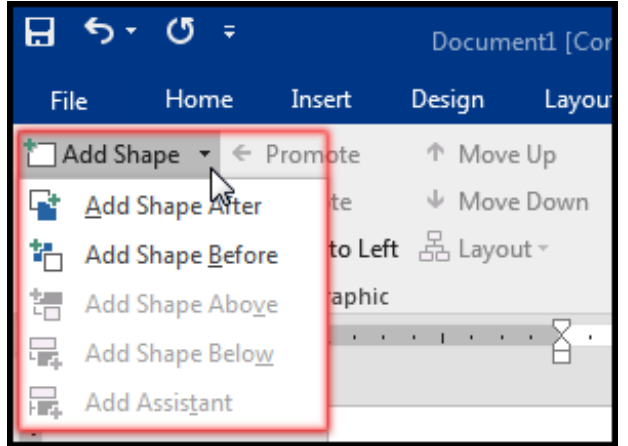 Document1 [Cor
File Home Insert Design Layou
Add Shape Promote Move Up
Add Shape After te Move Down
Add Shape Before to Left Layout
Add Shape Above aphic
Add Shape Below
Add Assistant